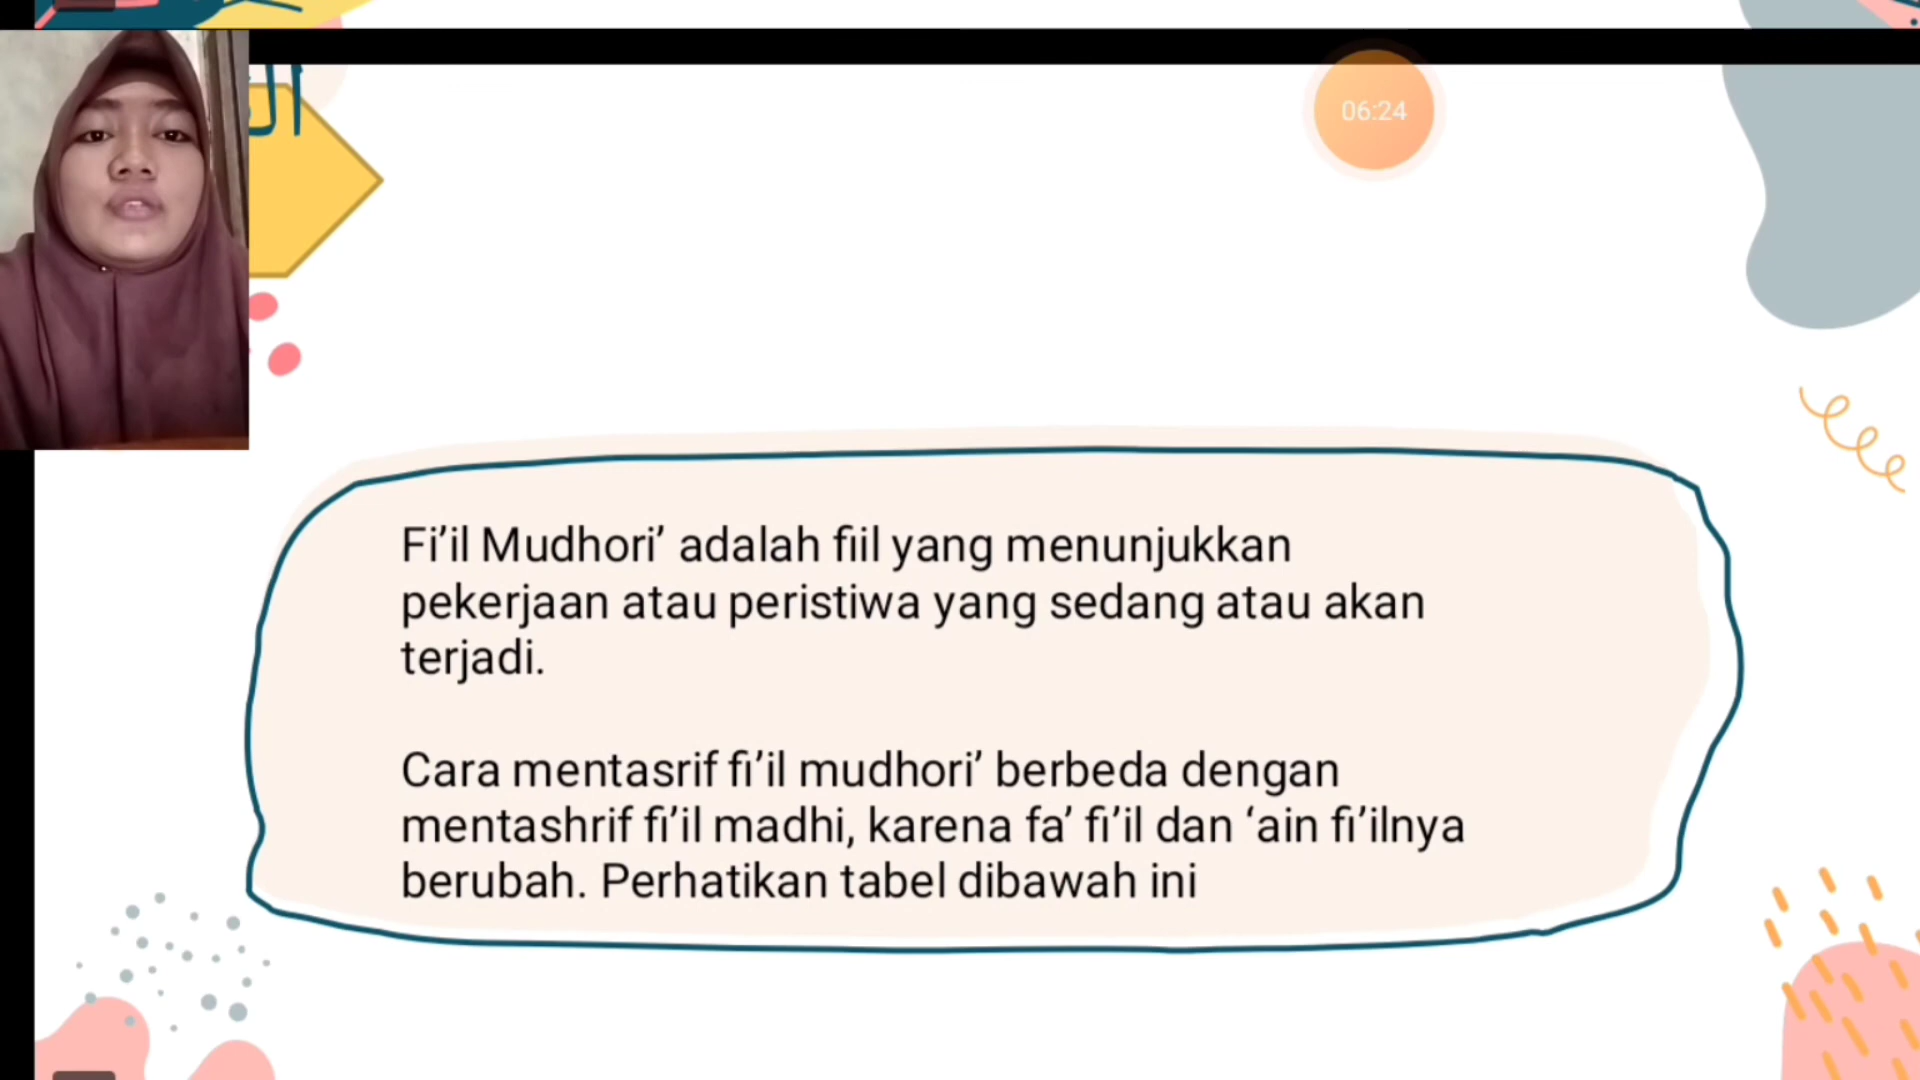 06:24
Fi’il Mudhori’ adalah fiil yang menunjukkan
pekerjaan atau peristiwa yang sedang atau akan
terjadi.
Cara mentasrif fi’il mudhori’ berbeda dengan
mentashrif fi’il madhi, karena fa’ fi’il dan ‘ain fi’ilnya
berubah. Perhatikan tabel dibawah ini